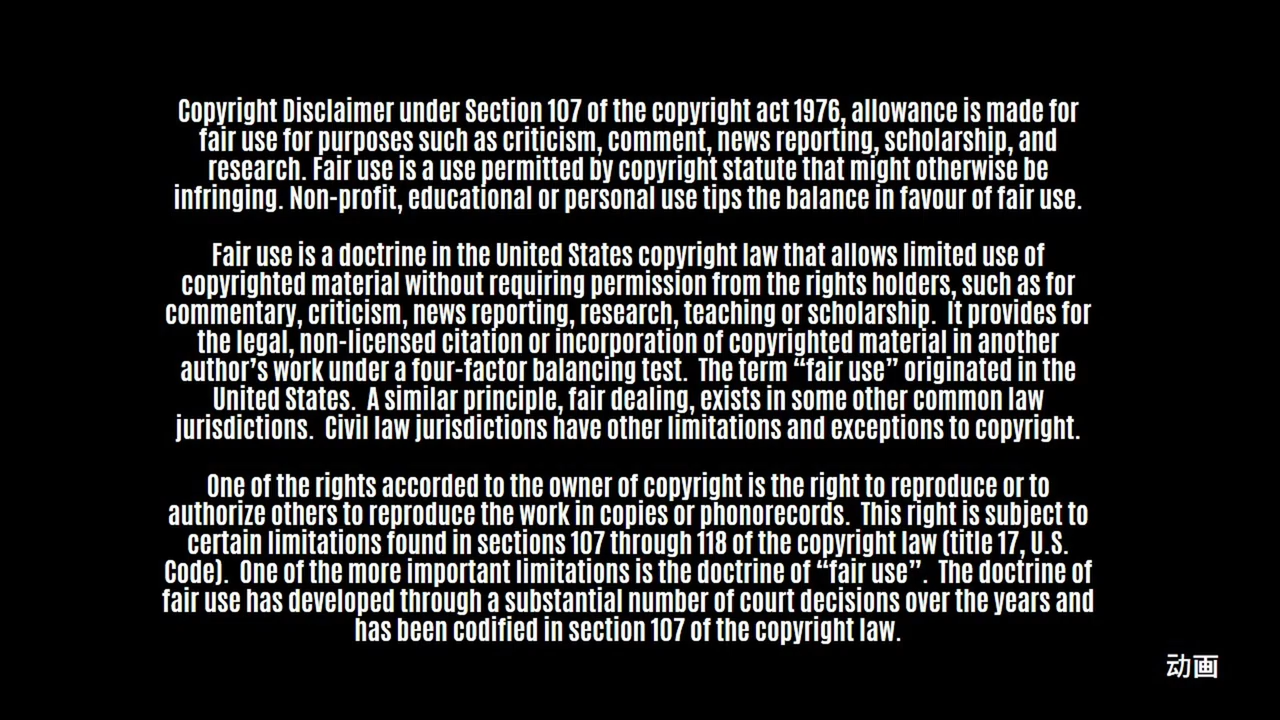 Copyright Disclaimer under Section 107 of the copyright act 1976, allowance is made for
fair use for purposes such as criticism, comment, news reporting, scholarship, and
research. Fair use is a use permitted by copyright statute that might otherwise be
infringing. Non-profit, educational or personal use tips the balance in favour of fair use.
Fair use is a doctrine in the United States copyright law that allows limited use of
copyrighted material without requiring permission from the rights holders, such as for
commentary, criticism, news reporting, research, teaching or scholarship. It provides for
the legal, non-licensed citation or incorporation of copyrighted material in another
author’s work under a four-factor balancing test. The term “fair use” originated in the
United States. A similar principle, fair dealing, exists in some other common law
jurisdictions. Civil law jurisdictions have other limitations and exceptions to copyright.
One of the rights accorded to the owner of copyright is the right to reproduce or to
authorize others to reproduce the work in copies or phonorecords. This right is subject to
certain limitations found in sections 107 through 118 of the copyright law (title 17, U.S.
Code). One of the more important limitations is the doctrine of “fair use”. The doctrine of
fair use has developed through a substantial number of court decisions over the years and
has been codified in section 107 of the copyright law.
动画